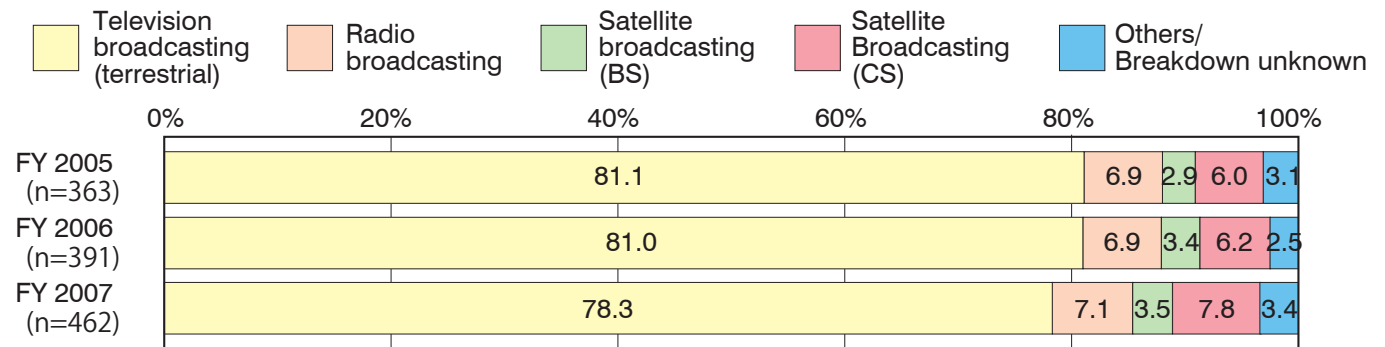 Television
broadcasting
(terrestrial)
Radio
broadcasting
Satellite
broadcasting
(BS)
Satellite
Broadcasting
(CS)
Others/
Breakdown unknown
0% 20% 40% 60% 80% 100%
FY 2005
(n=363)
81.1 6.9 2.9 6.0 3.1
FY 2006
(n=391)
81.0 6.9 3.4 6.2 2.5
FY 2007
(n=462)
78.3 7.1 3.5 7.8 3.4